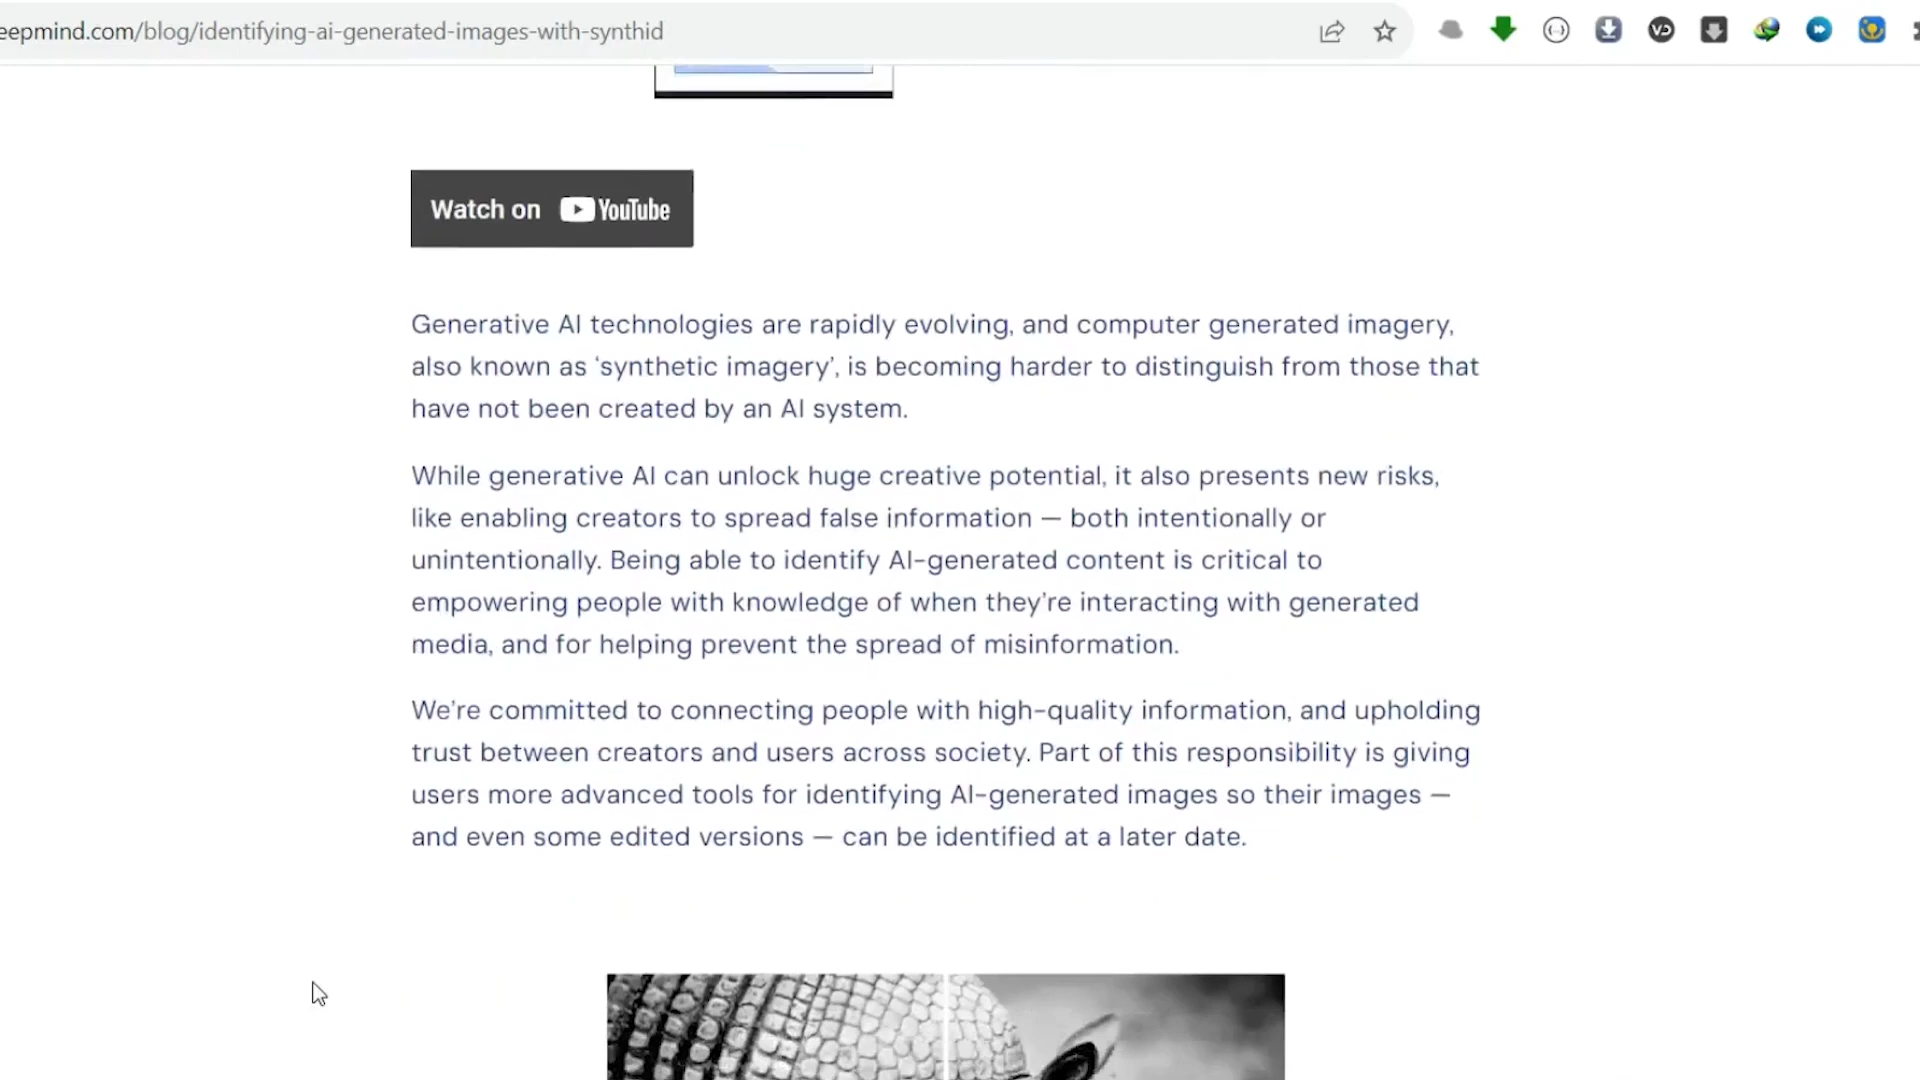 eepmind.com/blog/identifying-ai-generated-images-with-synthid
Watch on YouTube
Generative AI technologies are rapidly evolving, and computer generated imagery,
also known as ‘synthetic imagery’, is becoming harder to distinguish from those that
have not been created by an AI system.
While generative AI can unlock huge creative potential, it also presents new risks,
like enabling creators to spread false information — both intentionally or
unintentionally. Being able to identify AI-generated content is critical to
empowering people with knowledge of when they’re interacting with generated
media, and for helping prevent the spread of misinformation.
We’re committed to connecting people with high-quality information, and upholding
trust between creators and users across society. Part of this responsibility is giving
users more advanced tools for identifying AI-generated images so their images —
and even some edited versions — can be identified at a later date.